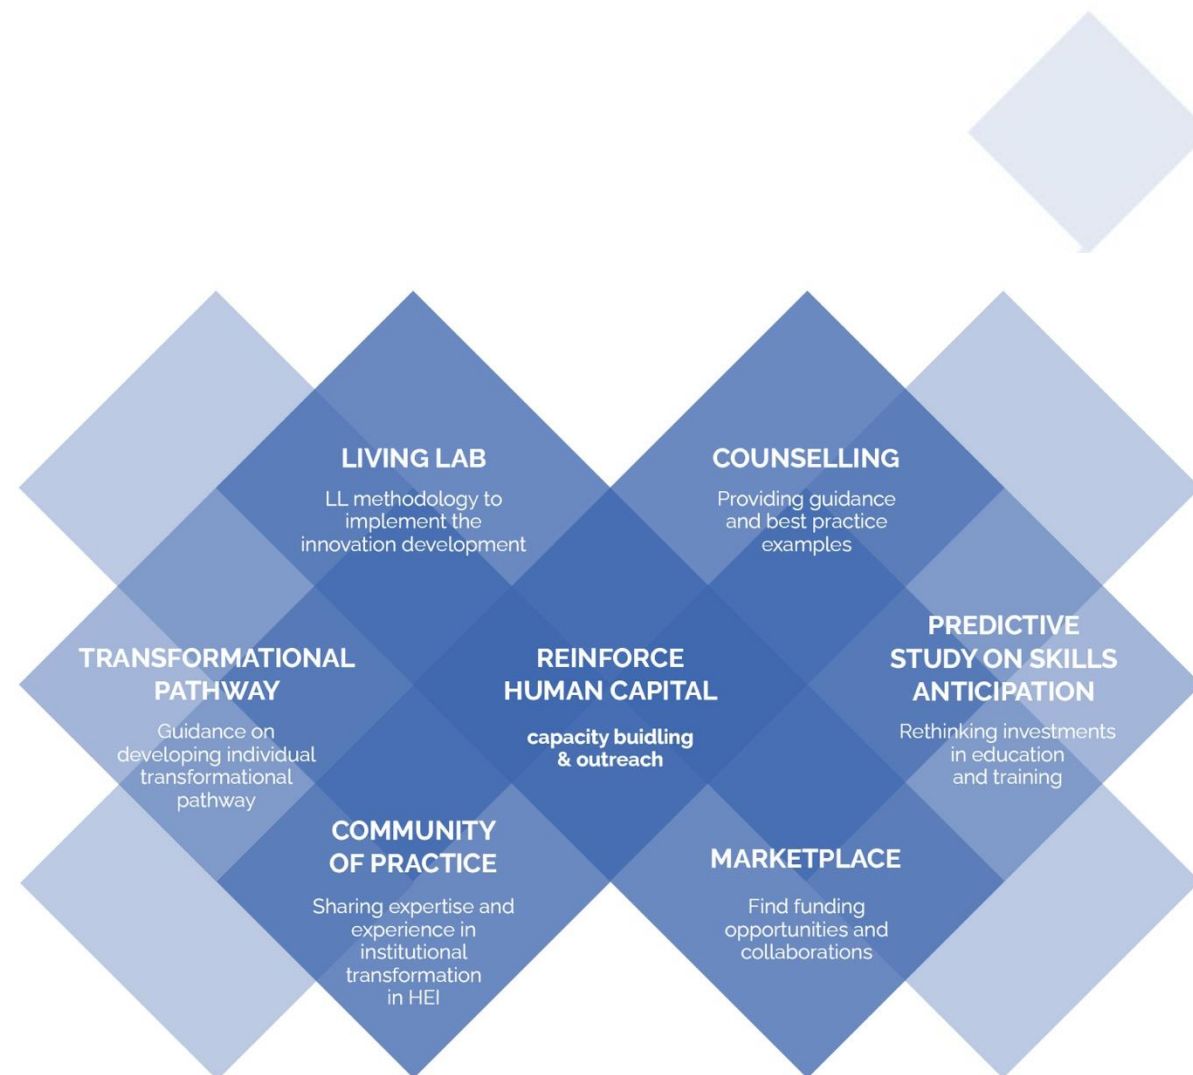 LIVING LAB
LL methodology to
implement the
innovation development
COUNSELLING
Providing guidance
and best practice
examples
TRANSFORMATIONAL
PATHWAY
Guidance on
developing individual
transformational
pathway
REINFORCE
HUMAN CAPITAL
capacity buidling
& outreach
PREDICTIVE
STUDY ON SKILLS
ANTICIPATION
Rethinking investments
in education
and training
COMMUNITY
OF PRACTICE
Sharing expertise and
experience in
institutional
transformation
in HEI
MARKETPLACE
Find funding
opportunities and
collaborations